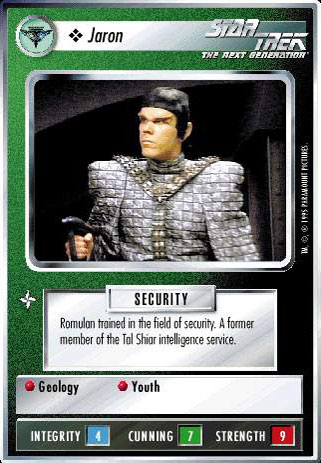 ❖ Jaron
STAR TREK
THE NEXT GENERATION®
TM, ©, ® 1995 PARAMOUNT PICTURES.
SECURITY
Romulan trained in the field of security. A former
member of the Tal Shiar intelligence service.
Geology Youth
INTEGRITY 4 CUNNING 7 STRENGTH 9